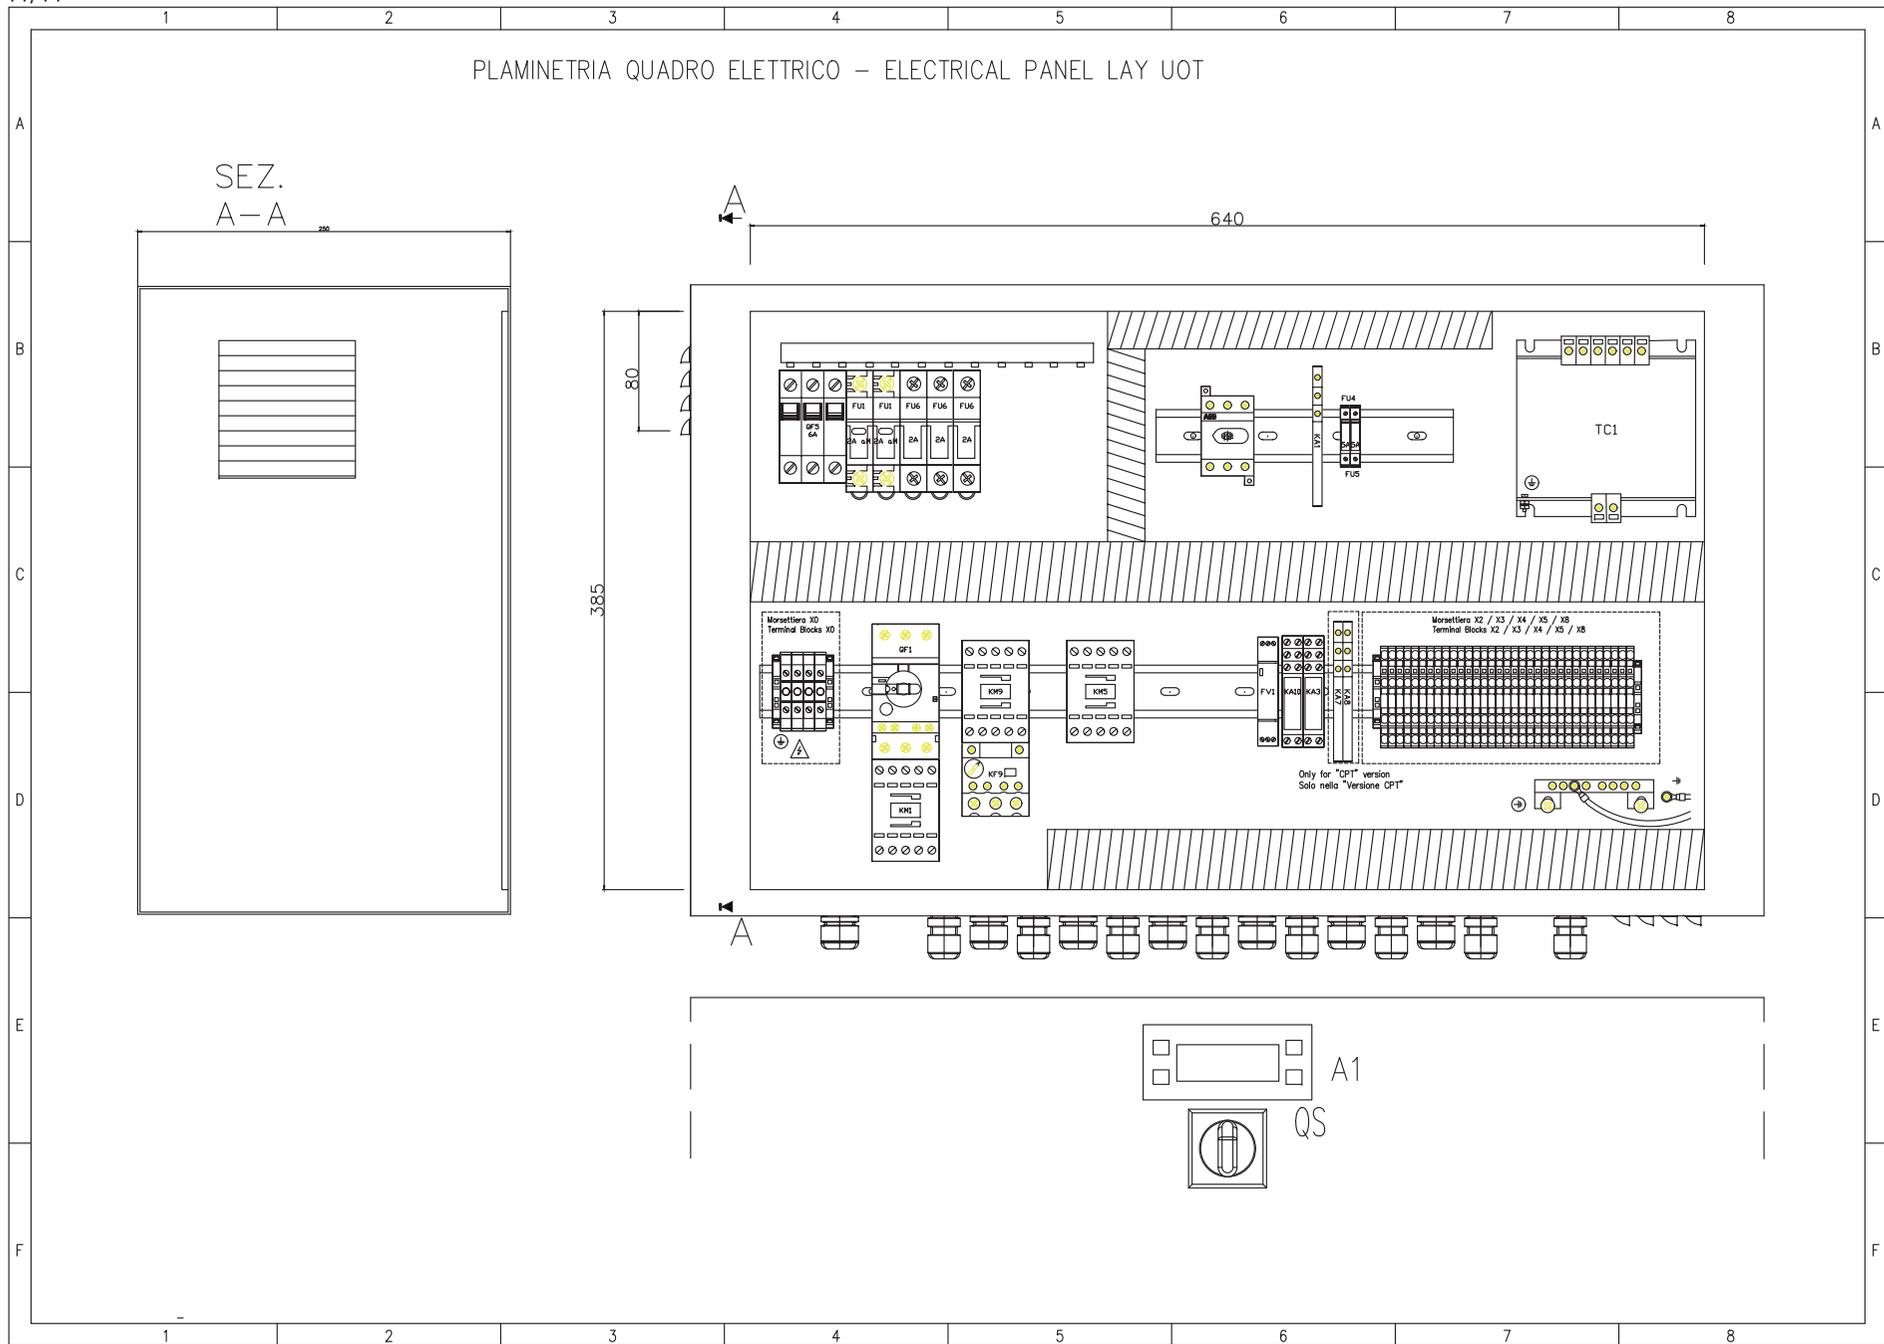 1 2 3 4 5 6 7 8
PLAMINETRIA QUADRO ELETTRICO – ELECTRICAL PANEL LAY UOT
A A
SEZ.
A–A
250
A
640
B B
80
385
QF5
6A
FU1 FU1 FU6 FU6 FU6
2A aM 2A aM 2A 2A 2A
ABB
KA1
FU4
5A 5A
FU5
TC1
C C
Morsettiera X0
Terminal Blocks X0
QF1
KM9
KM5
FV1
KA10
KA3
KA7
KA8
Morsettiera X2 / X3 / X4 / X5 / X8
Terminal Blocks X2 / X3 / X4 / X5 / X8
KF9
KM1
Only for "CPT" version
Solo nella "Versione CPT"
D D
A
E E
A1
QS
F F
–
1 2 3 4 5 6 7 8